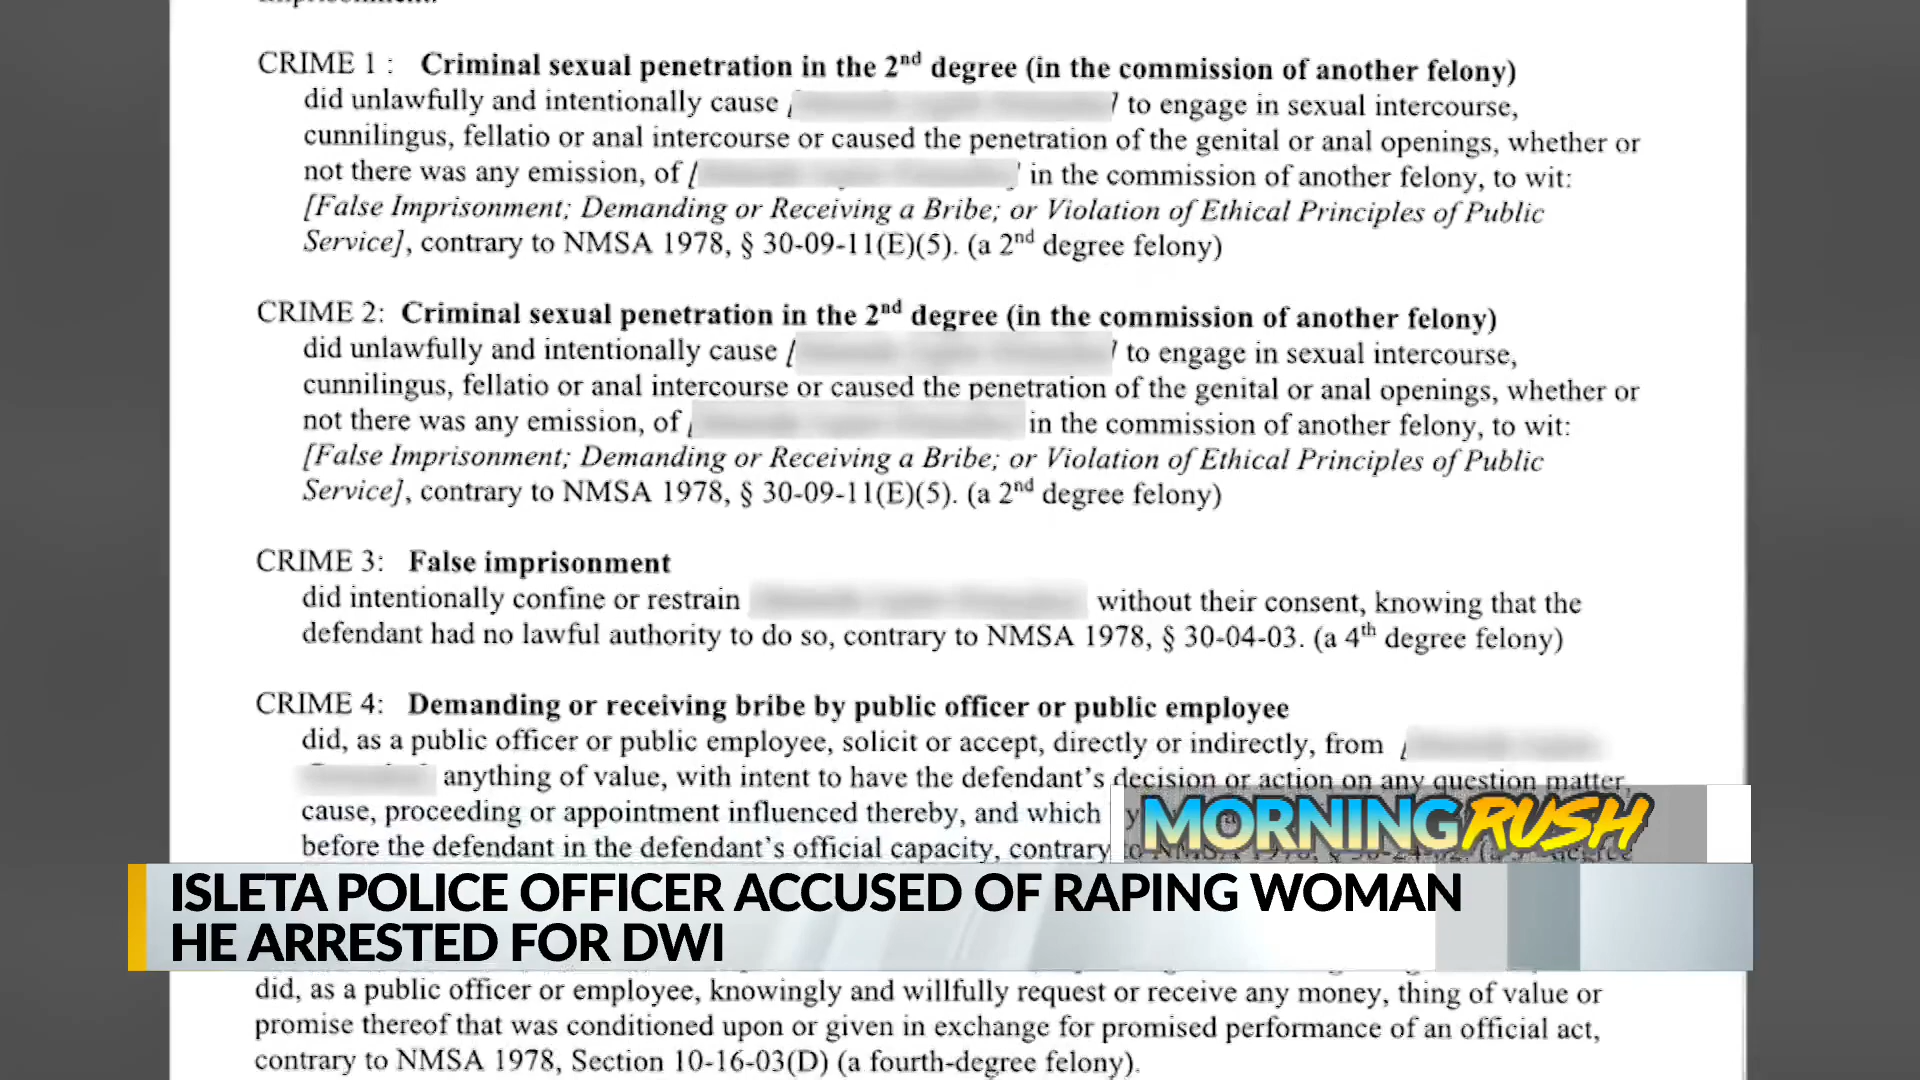 imprisonment.
CRIME 1 : Criminal sexual penetration in the 2nd degree (in the commission of another felony)
did unlawfully and intentionally cause [ ] to engage in sexual intercourse,
cunnilingus, fellatio or anal intercourse or caused the penetration of the genital or anal openings, whether or
not there was any emission, of [ in the commission of another felony, to wit:
[False Imprisonment; Demanding or Receiving a Bribe; or Violation of Ethical Principles of Public
Service], contrary to NMSA 1978, § 30-09-11(E)(5). (a 2nd degree felony)
CRIME 2: Criminal sexual penetration in the 2nd degree (in the commission of another felony)
did unlawfully and intentionally cause [ ] to engage in sexual intercourse,
cunnilingus, fellatio or anal intercourse or caused the penetration of the genital or anal openings, whether or
not there was any emission, of [ in the commission of another felony, to wit:
[False Imprisonment; Demanding or Receiving a Bribe; or Violation of Ethical Principles of Public
Service], contrary to NMSA 1978, § 30-09-11(E)(5). (a 2nd degree felony)
CRIME 3: False imprisonment
did intentionally confine or restrain without their consent, knowing that the
defendant had no lawful authority to do so, contrary to NMSA 1978, § 30-04-03. (a 4th degree felony)
CRIME 4: Demanding or receiving bribe by public officer or public employee
did, as a public officer or public employee, solicit or accept, directly or indirectly, from [
anything of value, with intent to have the defendant's decision or action on any question matter,
cause, proceeding or appointment influenced thereby, and which
before the defendant in the defendant's official capacity, contrary to NMSA 1978, § degree
MORNING RUSH
ISLETA POLICE OFFICER ACCUSED OF RAPING WOMAN
HE ARRESTED FOR DWI
did, as a public officer or employee, knowingly and willfully request or receive any money, thing of value or
promise thereof that was conditioned upon or given in exchange for promised performance of an official act,
contrary to NMSA 1978, Section 10-16-03(D) (a fourth-degree felony).